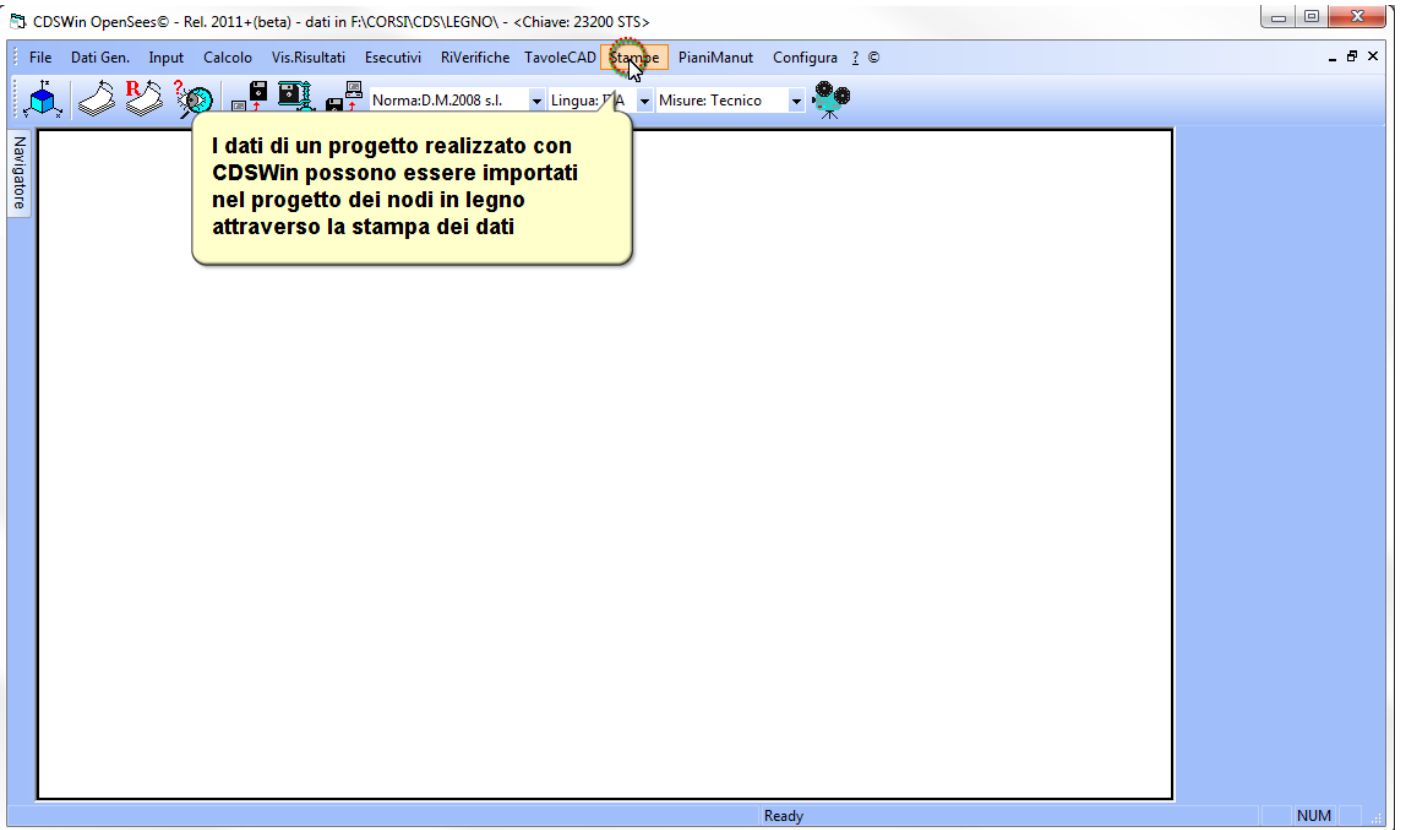 CDSWin OpenSees© - Rel. 2011+(beta) - dati in F:\CORSI\CDS\LEGNO\ - <Chiave: 23200 STS>
File Dati Gen. Input Calcolo Vis.Risultati Esecutivi RiVerifiche TavoleCAD Stampe PianiManut Configura ? ©
Norma:D.M.2008 s.l. Lingua: Misure: Tecnico
Navigatore
I dati di un progetto realizzato con
CDSWin possono essere importati
nel progetto dei nodi in legno
attraverso la stampa dei dati
Ready NUM